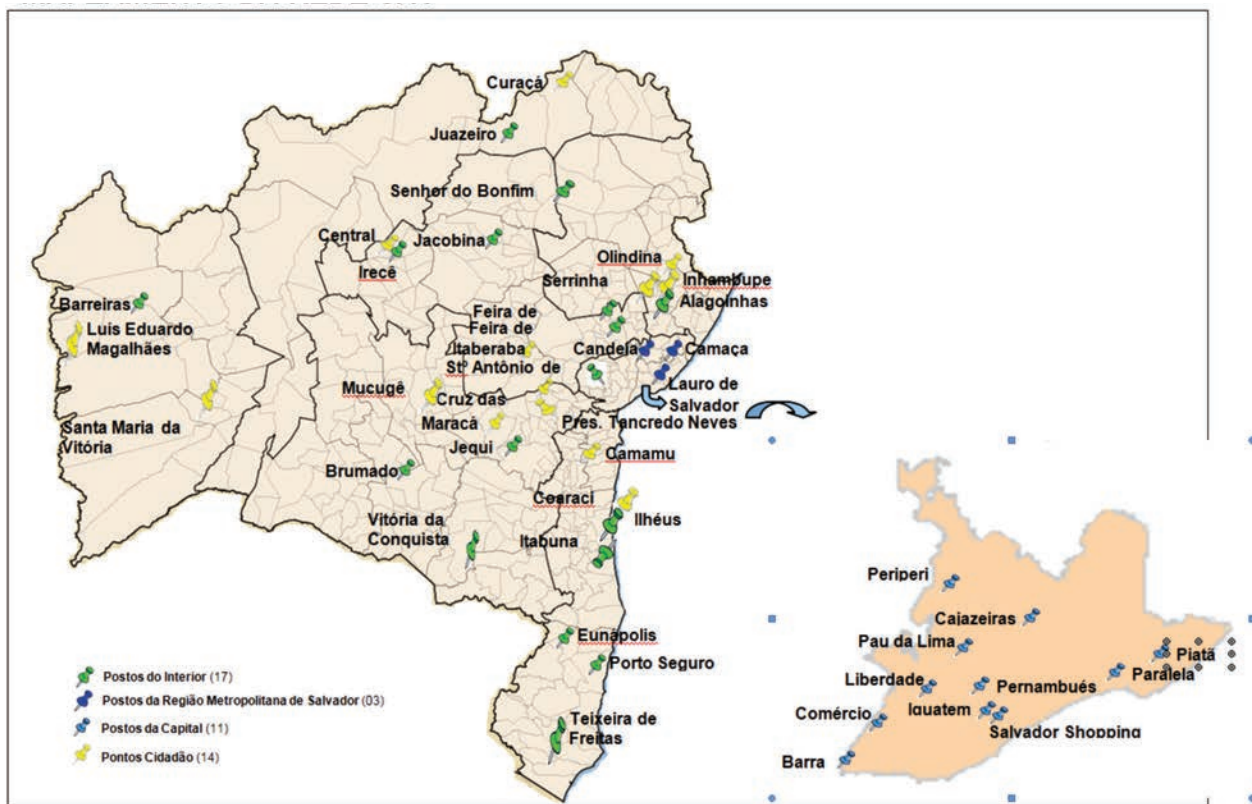 Curaçá
Juazeiro
Senhor do Bonfim
Central
Jacobina
Irecê
Olindina
Serrinha
Inhambupe
Alagoinhas
Barreiras
Luis Eduardo
Magalhães
Feira de
Feira de
Itaberaba
Candeia
Camaça
Stº Antônio de
Mucugê
Cruz das
Lauro de
Salvador
Maracá
Pres. Tancredo Neves
Santa Maria da
Vitória
Jequi
Camamu
Brumado
Coaraci
Ilhéus
Vitória da
Conquista
Itabuna
Eunápolis
Porto Seguro
Teixeira de
Freitas
Postos do Interior (17)
Postos da Região Metropolitana de Salvador (03)
Postos da Capital (11)
Pontos Cidadão (14)
Periperi
Cajazeiras
Pau da Lima
Piatã
Paralela
Liberdade
Pernambués
Iguatem
Comércio
Salvador Shopping
Barra